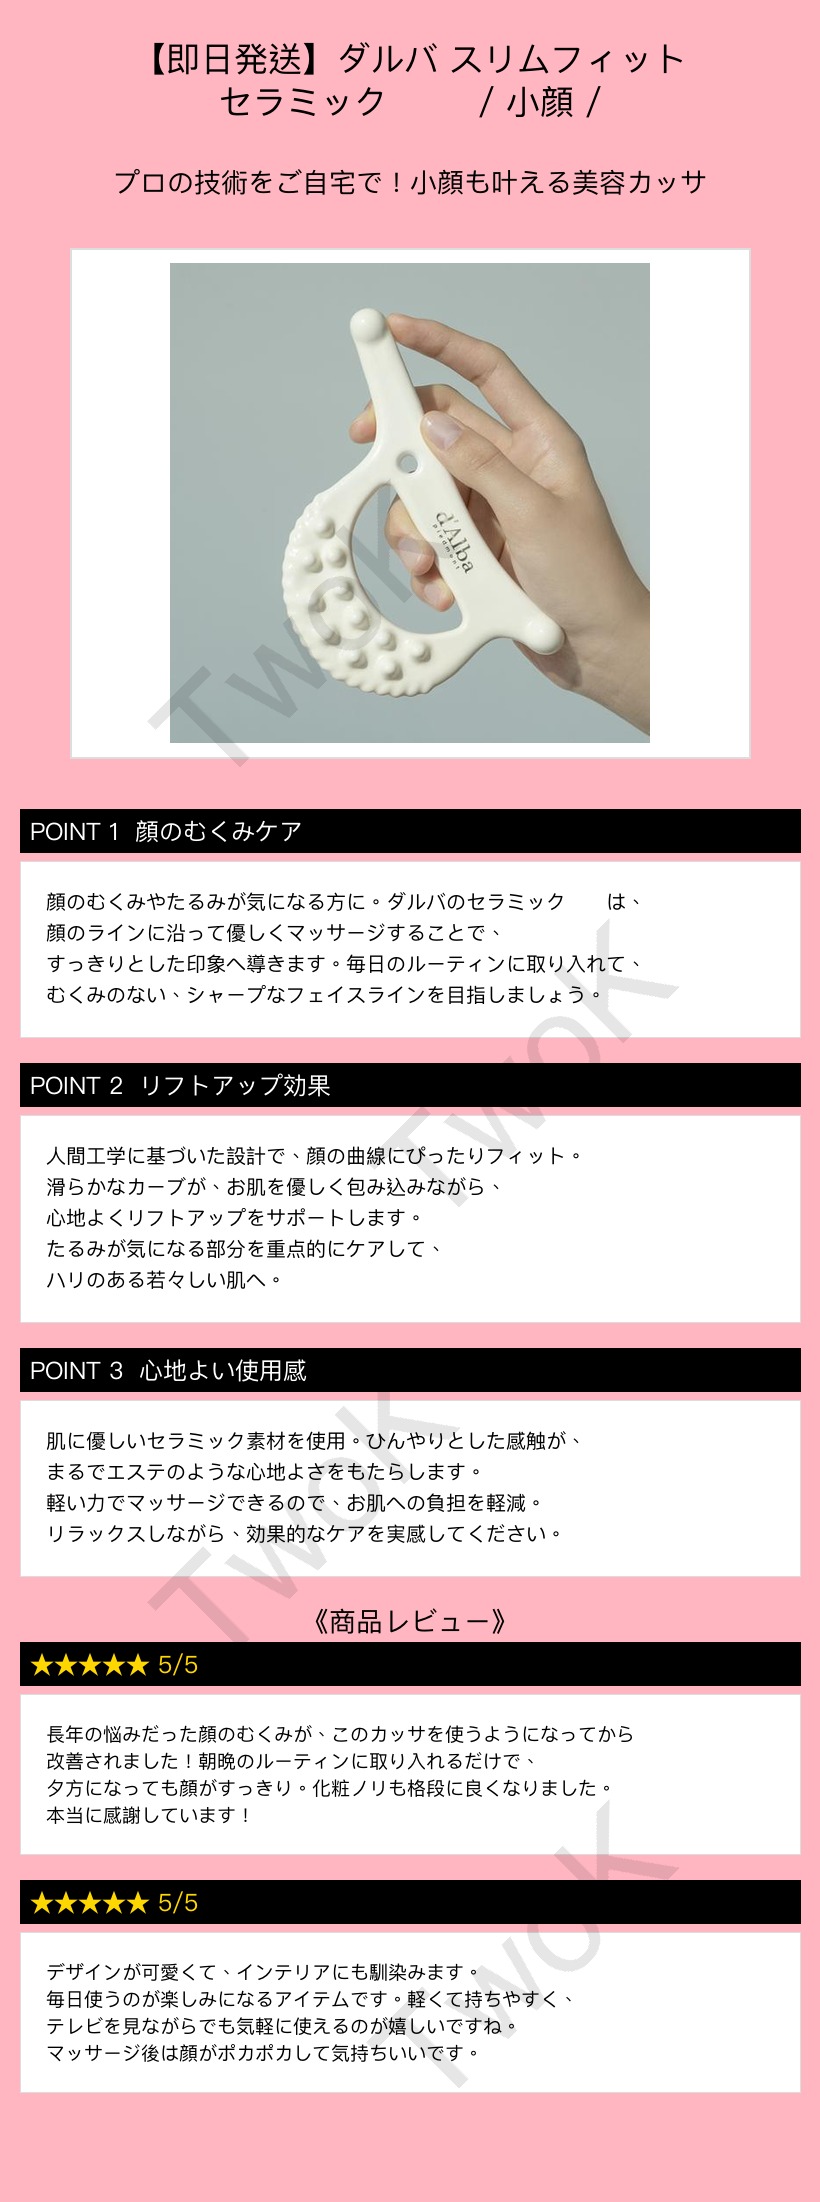 【即日発送】ダルバ スリムフィット
セラミック　　　/ 小顔 /
プロの技術をご自宅で！小顔も叶える美容カッサ
d'Alba
piedmont
TwoK
POINT 1 顔のむくみケア
顔のむくみやたるみが気になる方に。ダルバのセラミック　　は、
顔のラインに沿って優しくマッサージすることで、
すっきりとした印象へ導きます。毎日のルーティンに取り入れて、
むくみのない、シャープなフェイスラインを目指しましょう。
TwoK
POINT 2 リフトアップ効果
人間工学に基づいた設計で、顔の曲線にぴったりフィット。
滑らかなカーブが、お肌を優しく包み込みながら、
心地よくリフトアップをサポートします。
たるみが気になる部分を重点的にケアして、
ハリのある若々しい肌へ。
POINT 3 心地よい使用感
肌に優しいセラミック素材を使用。ひんやりとした感触が、
まるでエステのような心地よさをもたらします。
軽い力でマッサージできるので、お肌への負担を軽減。
リラックスしながら、効果的なケアを実感してください。
TwoK
《商品レビュー》
★★★★★ 5/5
長年の悩みだった顔のむくみが、このカッサを使うようになってから
改善されました！朝晩のルーティンに取り入れるだけで、
夕方になっても顔がすっきり。化粧ノリも格段に良くなりました。
本当に感謝しています！
★★★★★ 5/5
デザインが可愛くて、インテリアにも馴染みます。
毎日使うのが楽しみになるアイテムです。軽くて持ちやすく、
テレビを見ながらでも気軽に使えるのが嬉しいですね。
マッサージ後は顔がポカポカして気持ちいいです。
TwoK